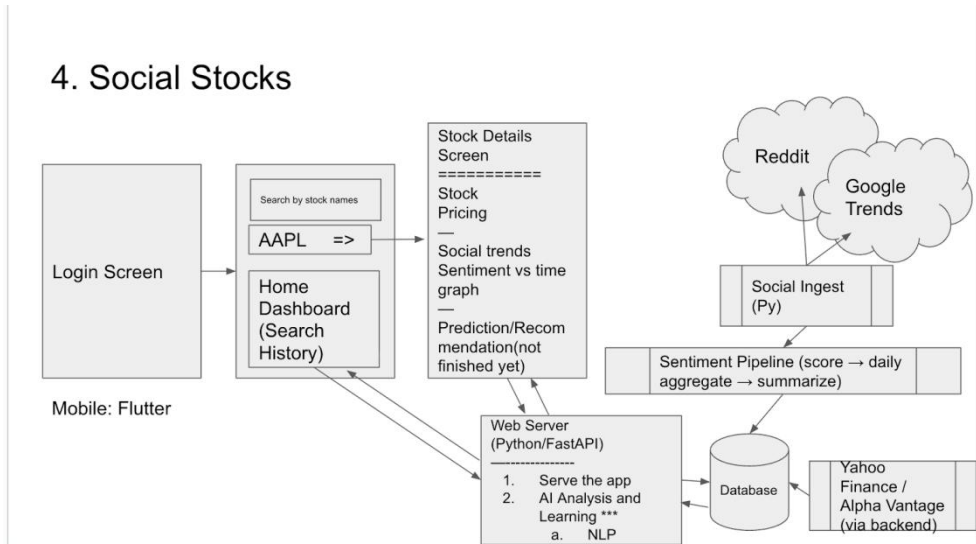 4. Social Stocks
Login Screen
Mobile: Flutter
Search by stock names
AAPL =>
Home
Dashboard
(Search
History)
Stock Details
Screen
===========
Stock
Pricing
—
Social trends
Sentiment vs time
graph
—
Prediction/Recom
mendation(not
finished yet)
Web Server
(Python/FastAPI)
—---------------
1. Serve the app
2. AI Analysis and
Learning ***
a. NLP
Reddit
Google
Trends
Social Ingest
(Py)
Sentiment Pipeline (score → daily
aggregate → summarize)
Database
Yahoo
Finance /
Alpha Vantage
(via backend)